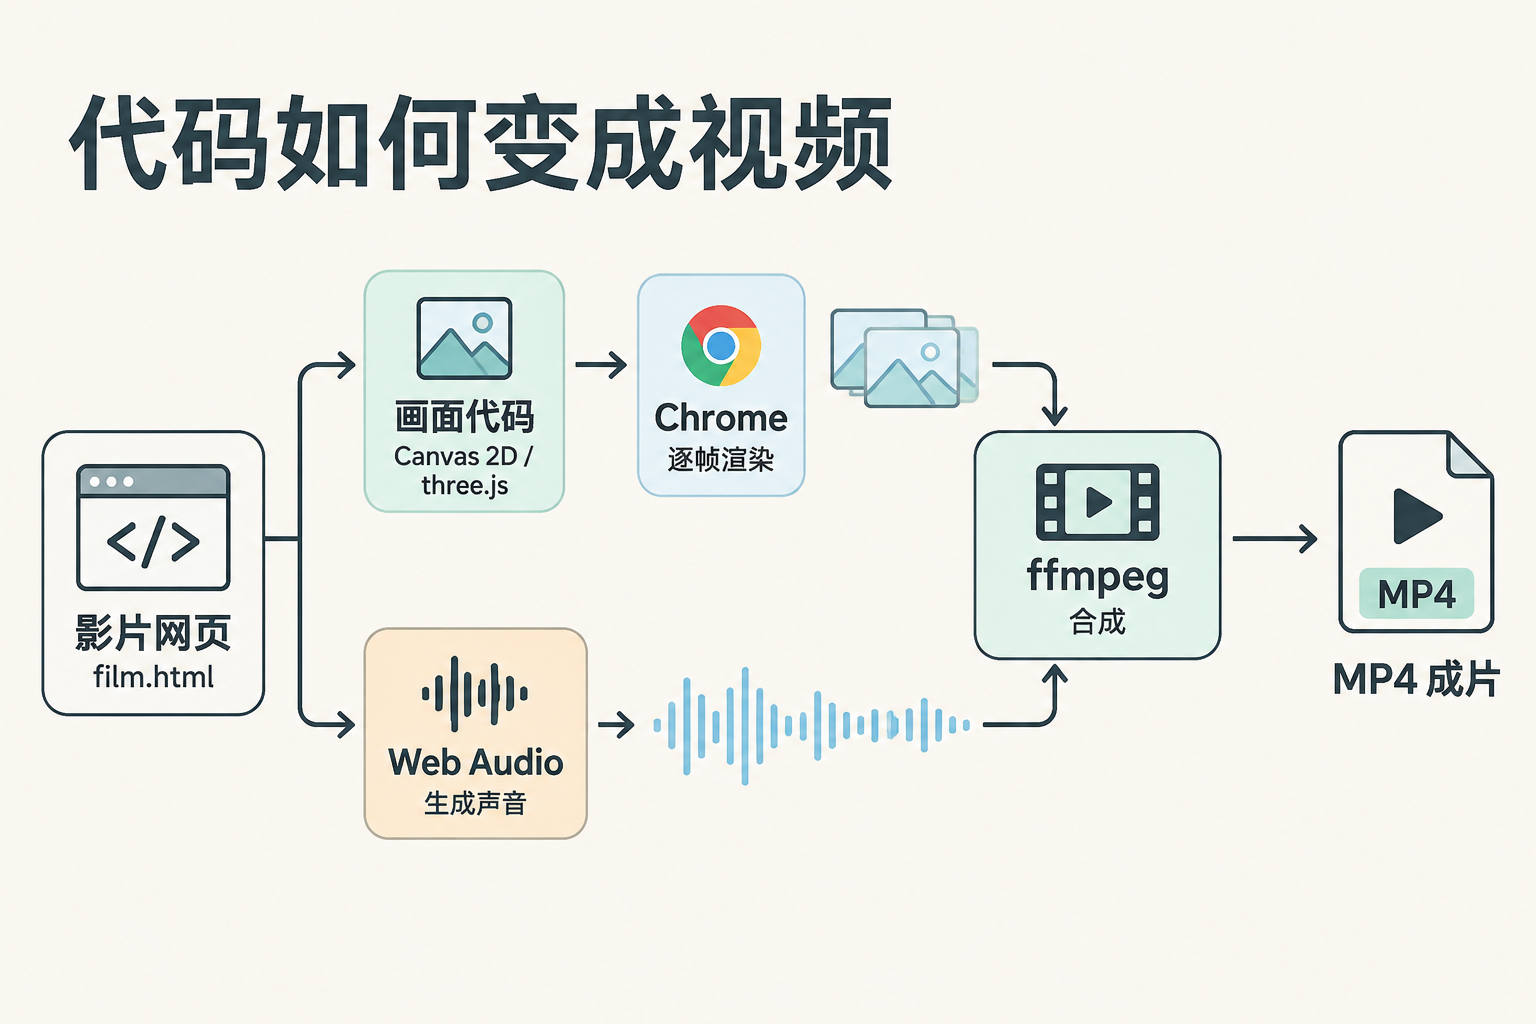 代码如何变成视频
影片网页
film.html
画面代码
Canvas 2D /
three.js
Chrome
逐帧渲染
Web Audio
生成声音
ffmpeg
合成
MP4
MP4 成片